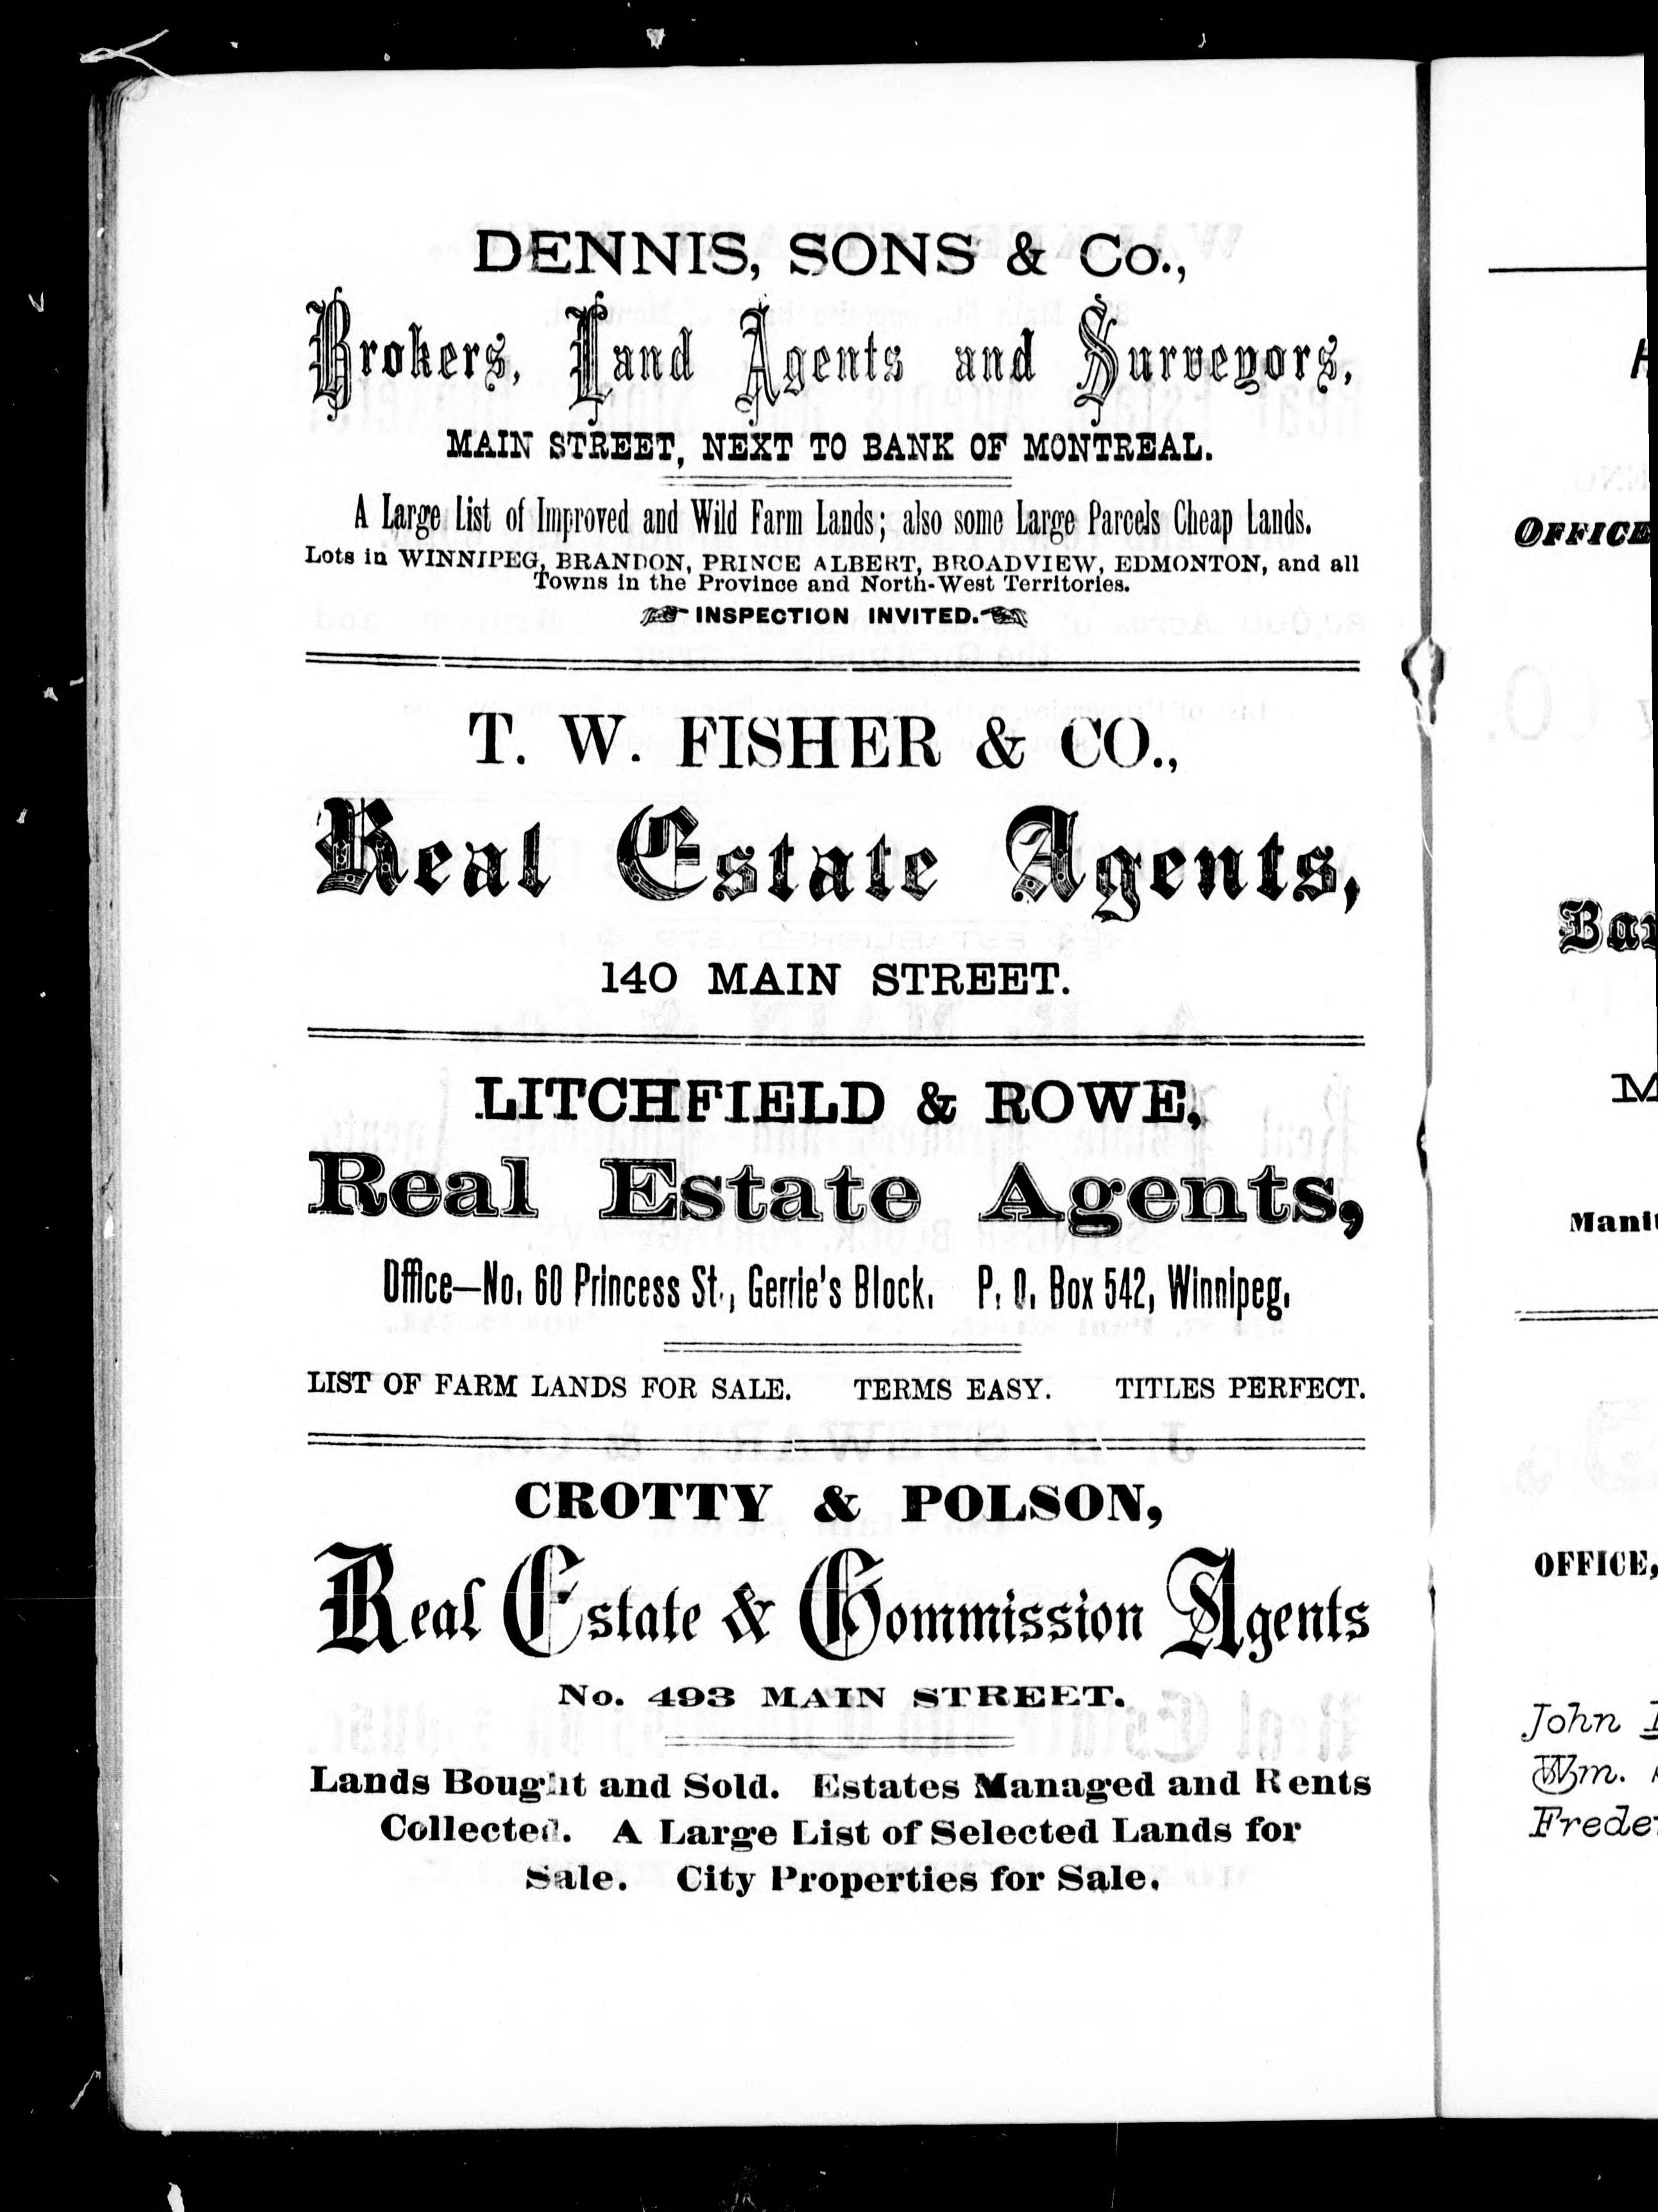 DENNIS, SONS & Co.,
Brokers, Land Agents and Surveyors,
MAIN STREET, NEXT TO BANK OF MONTREAL.
A Large List of Improved and Wild Farm Lands; also some Large Parcels Cheap Lands.
Lots in WINNIPEG, BRANDON, PRINCE ALBERT, BROADVIEW, EDMONTON, and all
Towns in the Province and North-West Territories.
INSPECTION INVITED.
T. W. FISHER & CO.,
Real Estate Agents,
140 MAIN STREET.
LITCHFIELD & ROWE,
Real Estate Agents,
Office—No. 60 Princess St., Gerrie's Block. P. O. Box 542, Winnipeg.
LIST OF FARM LANDS FOR SALE. TERMS EASY. TITLES PERFECT.
CROTTY & POLSON,
Real Estate & Commission Agents
No. 493 MAIN STREET.
Lands Bought and Sold. Estates Managed and Rents
Collected. A Large List of Selected Lands for
Sale. City Properties for Sale.
OFFICE
OFFICE,
John
Wm.